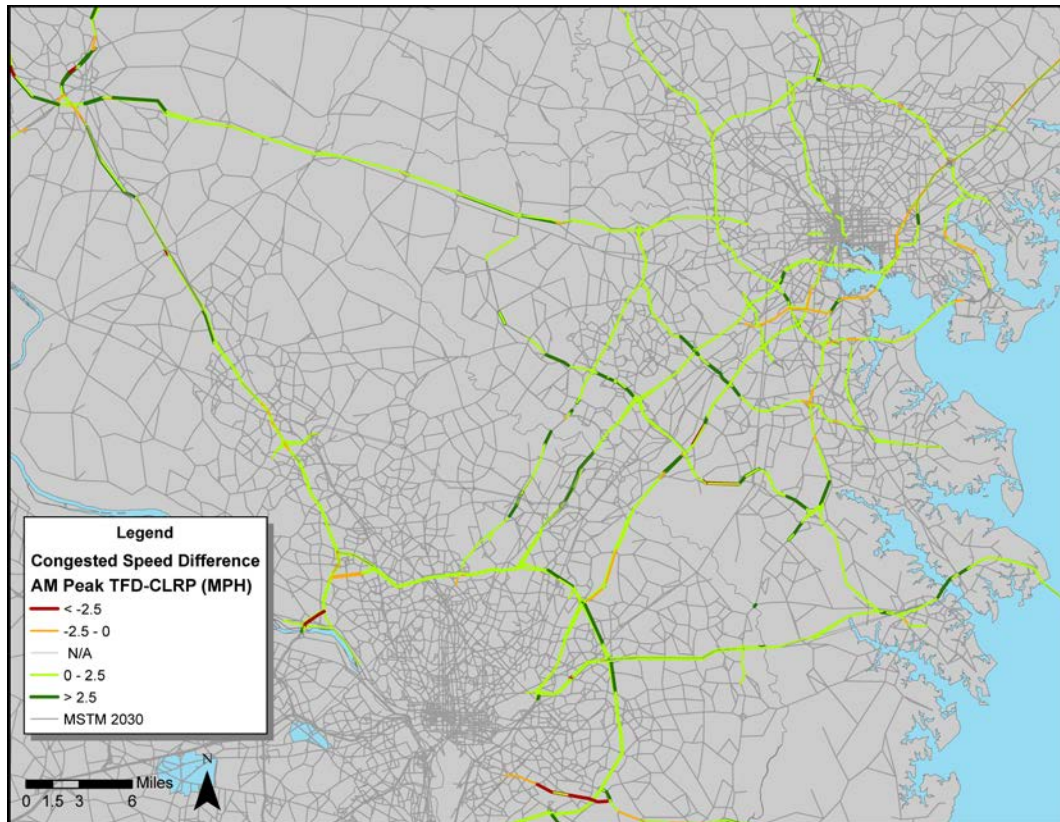 Legend
Congested Speed Difference
AM Peak TFD-CLRP (MPH)
< -2.5
-2.5 - 0
N/A
0 - 2.5
> 2.5
MSTM 2030
N
Miles
0 1.5 3 6